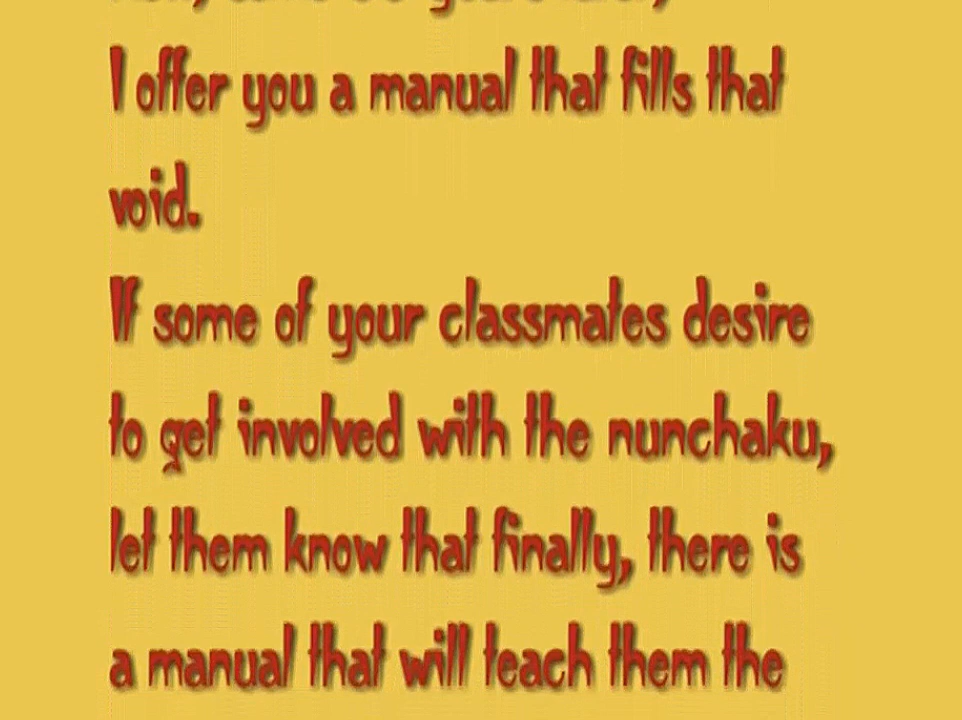 I offer you a manual that fills that
void.
If some of your classmates desire
to get involved with the nunchaku,
let them know that finally, there is
a manual that will teach them the